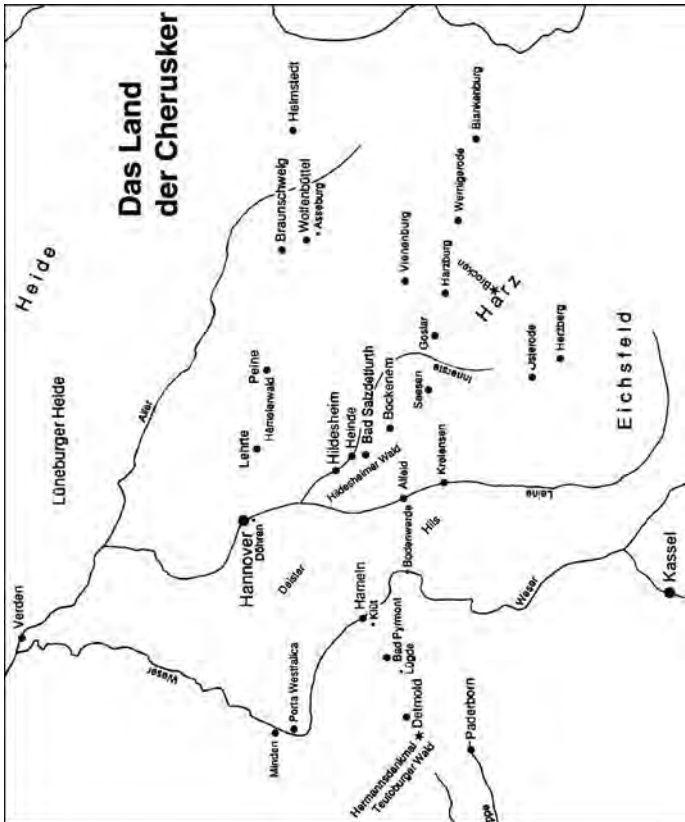 Das Land
der Cherusker
Heide
Lüneburger Heide
Verden
Aller
Weser
Minden
Porta Westfalica
Hannover
Döhren
Deister
Lehrte
Hämelerwald
Peine
Braunschweig
Wolfenbüttel
Asseburg
Helmstedt
Hildesheim
Heinde
Bad Salzdetfurth
Hildesheimer Wald
Bockenem
Hameln
Klüt
Bad Pyrmont
Lügde
Bodenwerde
Alfeld
Hils
Kreiensen
Seesen
Innerste
Goslar
Vienenburg
Harzburg
Wernigerode
Blankenburg
Brocken
Harz
Detmold
Hermannsdenkmal
Teutoburger Wald
Paderborn
ppe
Weser
Leine
Osterode
Herzberg
Eichsfeld
Kassel